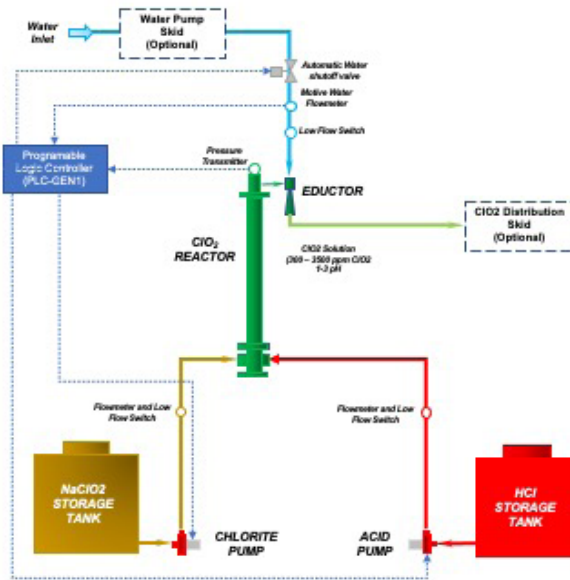 Water
Inlet
Water Pump
Skid
(Optional)
Automatic Water
shutoff valve
Motive Water
Flowmeter
Low Flow Switch
Programable
Logic Controller
(PLC-GEN1)
Pressure
Transmitter
EDUCTOR
ClO2 Distribution
Skid
(Optional)
ClO₂
REACTOR
ClO2 Solution
(300 – 3500 ppm ClO2
1-3 pH
Flowmeter and Low
Flow Switch
Flowmeter and Low
Flow Switch
NaClO2
STORAGE
TANK
HCl
STORAGE
TANK
CHLORITE
PUMP
ACID
PUMP